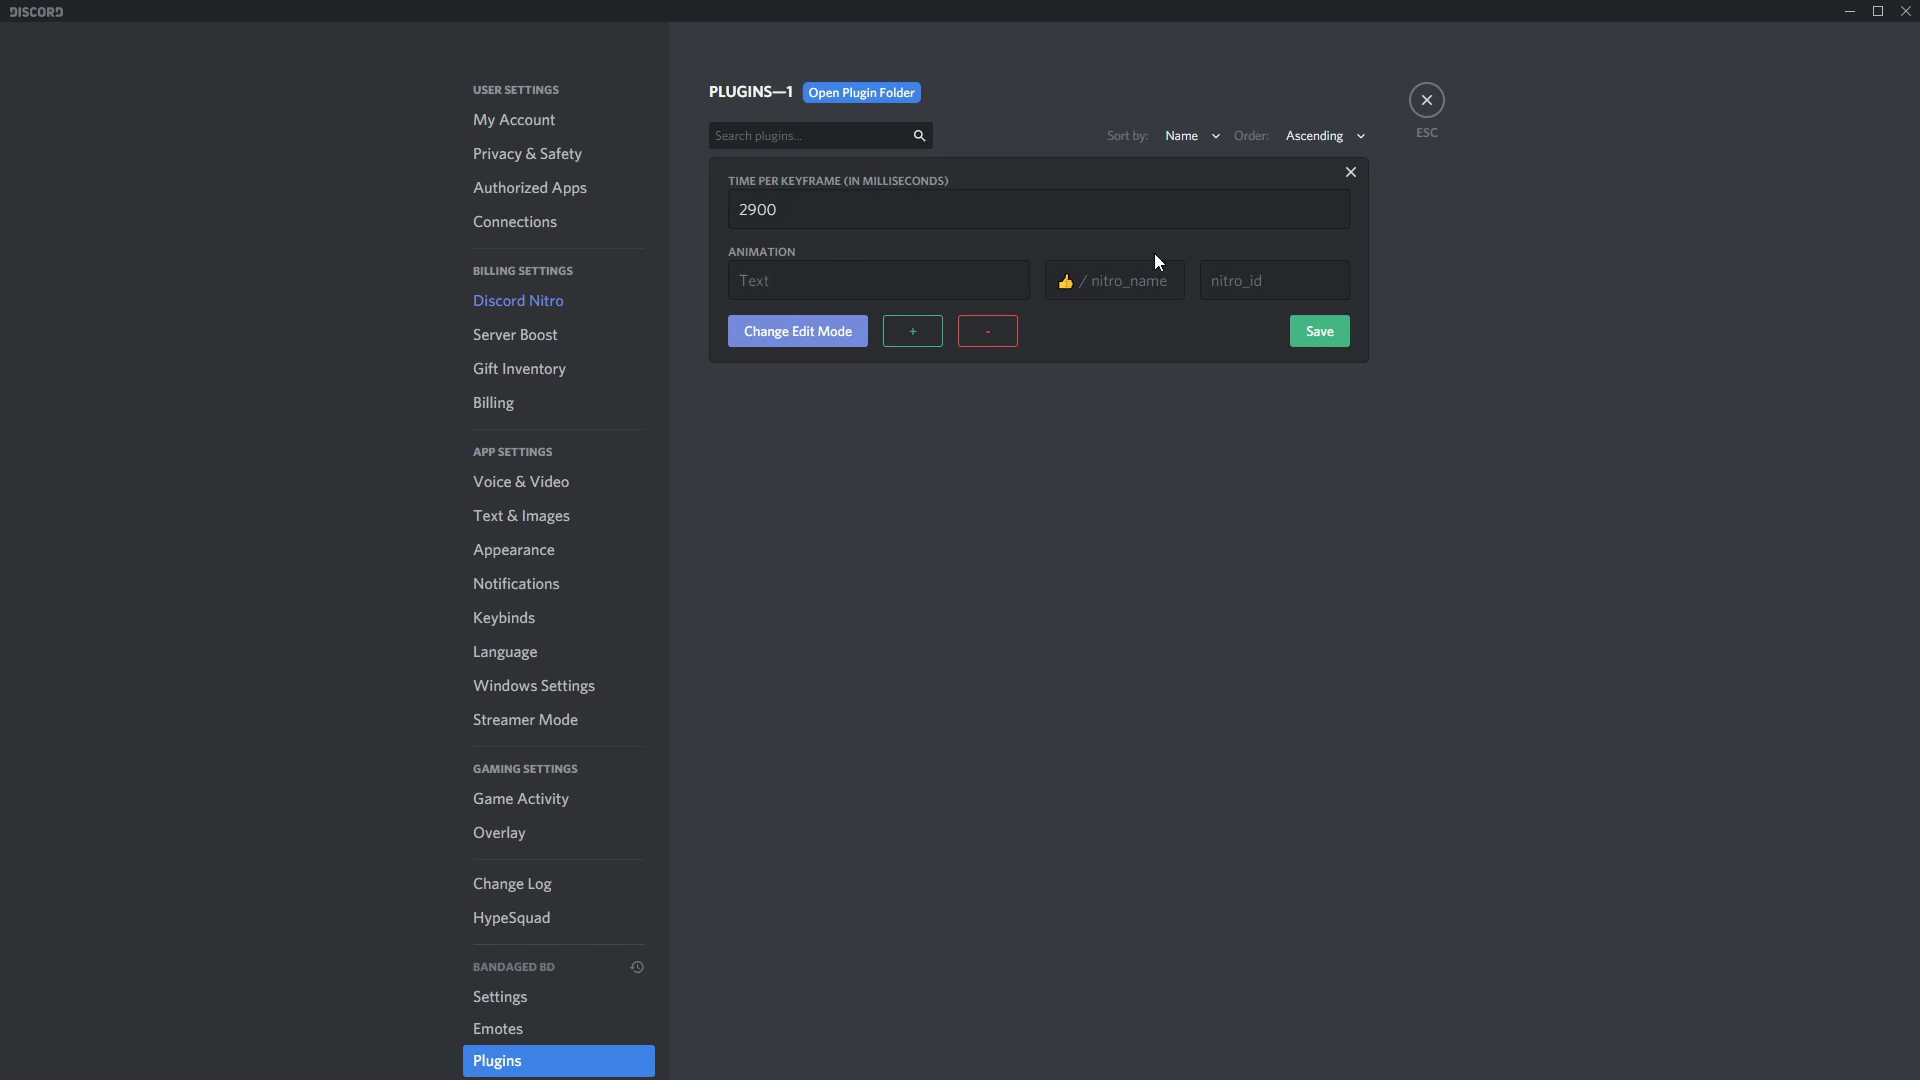 DISCORD
USER SETTINGS
My Account
Privacy & Safety
Authorized Apps
Connections
BILLING SETTINGS
Discord Nitro
Server Boost
Gift Inventory
Billing
APP SETTINGS
Voice & Video
Text & Images
Appearance
Notifications
Keybinds
Language
Windows Settings
Streamer Mode
GAMING SETTINGS
Game Activity
Overlay
Change Log
HypeSquad
BANDAGED BD
Settings
Emotes
Plugins
PLUGINS—1 Open Plugin Folder
Search plugins... Sort by: Name Order: Ascending
ESC
TIME PER KEYFRAME (IN MILLISECONDS)
2900
ANIMATION
Text 👍 / nitro_name nitro_id
Change Edit Mode + - Save